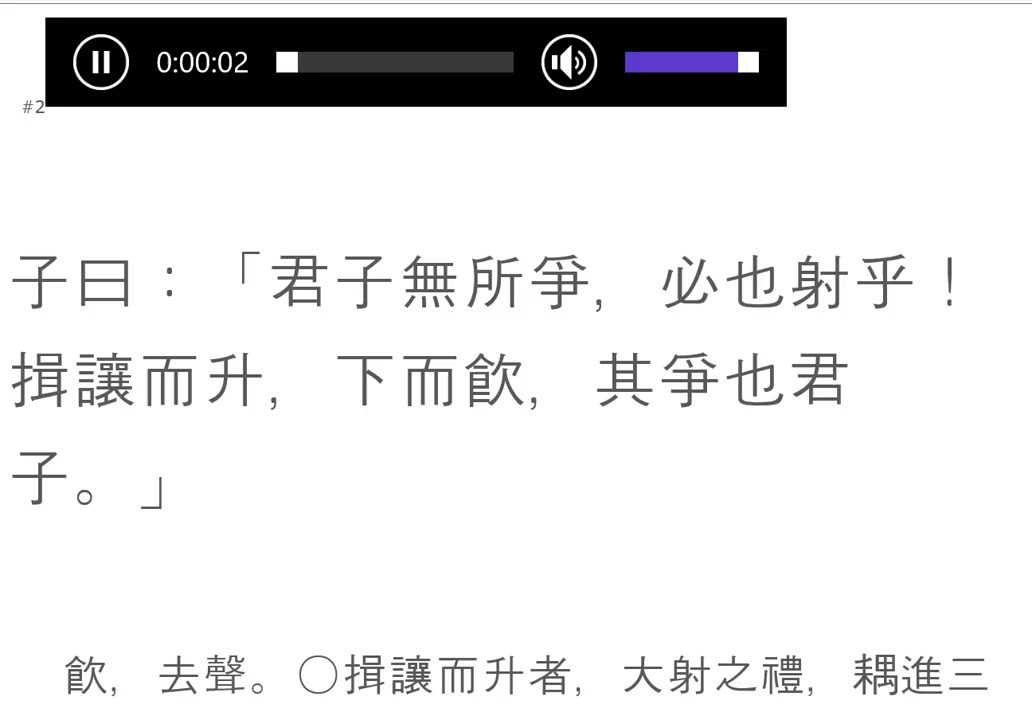 0:00:02
#2
子曰：「君子無所爭，必也射乎！
揖讓而升，下而飲，其爭也君
子。」
飲，去聲。○揖讓而升者，大射之禮，耦進三